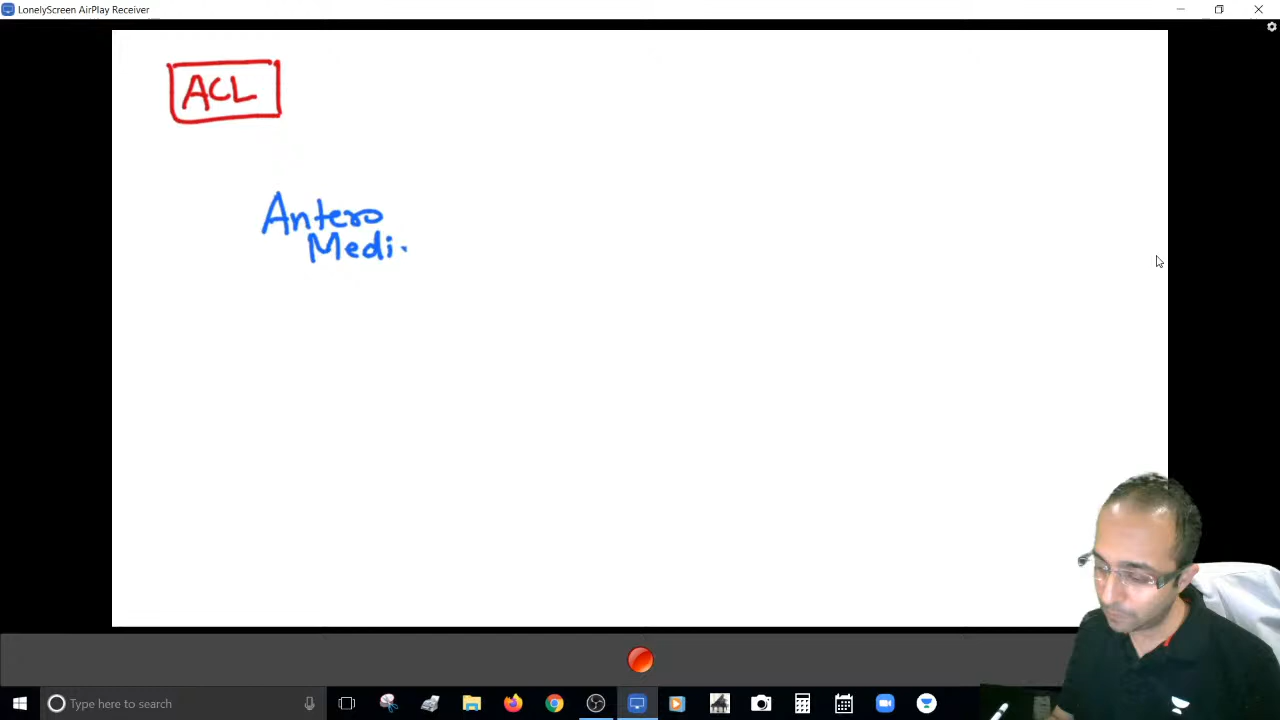 LonelyScreen AirPlay Receiver
ACL
Antero
Medi
Type here to search